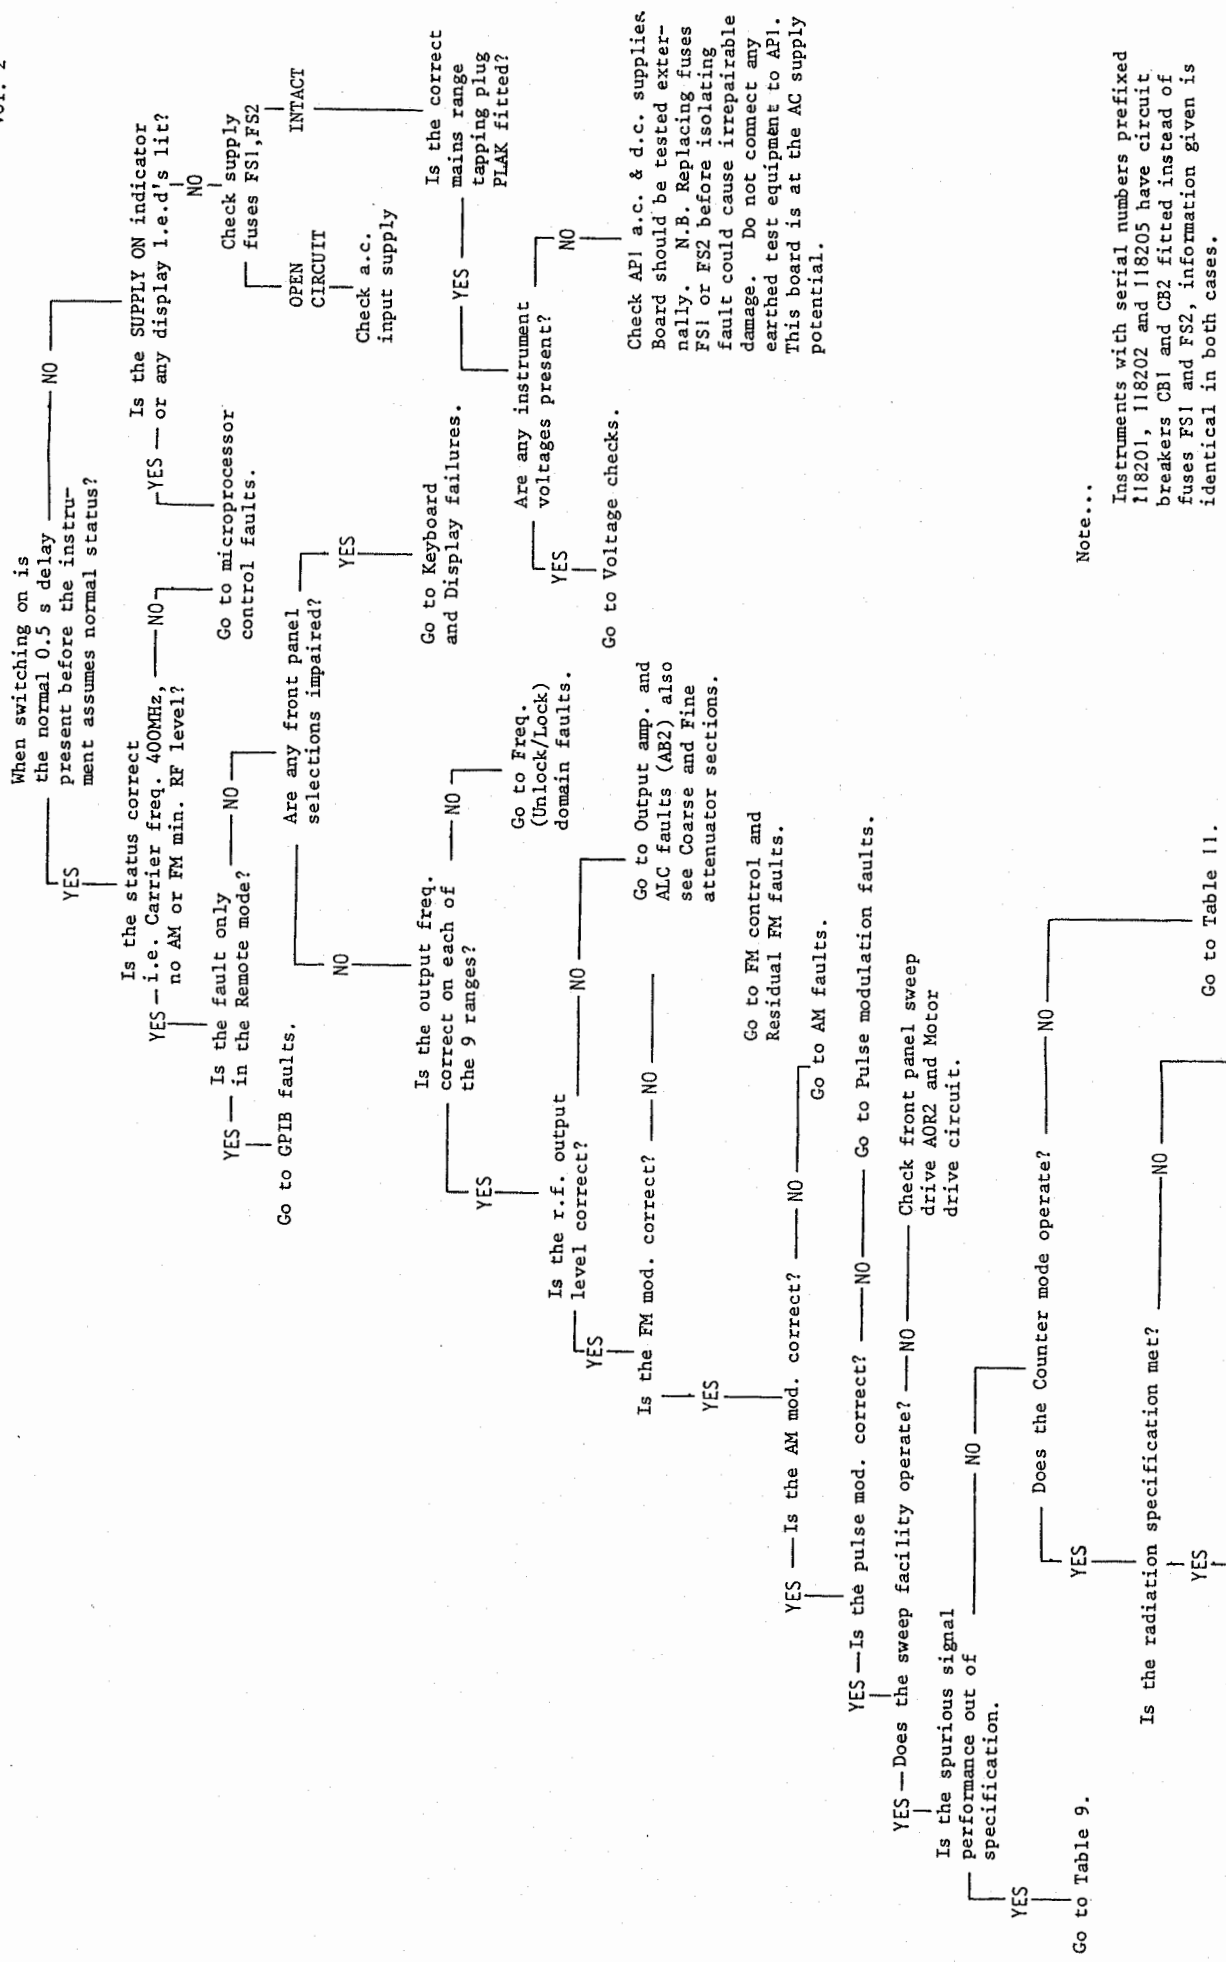 Vol. 2
When switching on is
the normal 0.5 s delay
present before the instru-
ment assumes normal status?
NO
YES
Is the SUPPLY ON indicator
or any display l.e.d's lit?
YES
NO
Check supply
fuses FS1,FS2
OPEN
CIRCUIT
INTACT
Check a.c.
input supply
Is the correct
mains range
tapping plug
PLAK fitted?
YES
Are any instrument
voltages present?
YES
NO
Go to Voltage checks.
Check AP1 a.c. & d.c. supplies.
Board should be tested exter-
nally. N.B. Replacing fuses
FS1 or FS2 before isolating
fault could cause irrepairable
damage. Do not connect any
earthed test equipment to AP1.
This board is at the AC supply
potential.
Is the status correct
i.e. Carrier freq. 400MHz,
no AM or FM min. RF level?
YES
NO
Go to microprocessor
control faults.
Is the fault only
in the Remote mode?
YES
NO
Go to GPIB faults.
Are any front panel
selections impaired?
YES
NO
Go to Keyboard
and Display failures.
Is the output freq.
correct on each of
the 9 ranges?
YES
NO
Go to Freq.
(Unlock/Lock)
domain faults.
Is the r.f. output
level correct?
YES
NO
Go to Output amp. and
ALC faults (AB2) also
see Coarse and Fine
attenuator sections.
Is the FM mod. correct?
NO
YES
Go to FM control and
Residual FM faults.
Is the AM mod. correct?
YES
NO
Go to AM faults.
Is the pulse mod. correct?
YES
NO
Go to Pulse modulation faults.
Does the sweep facility operate?
YES
NO
Check front panel sweep
drive AOR2 and Motor
drive circuit.
Is the spurious signal
performance out of
specification.
YES
NO
Go to Table 9.
Does the Counter mode operate?
YES
NO
Go to Table 11.
Is the radiation specification met?
YES
NO
Note...
Instruments with serial numbers prefixed
118201, 118202 and 118205 have circuit
breakers CB1 and CB2 fitted instead of
fuses FS1 and FS2, information given is
identical in both cases.